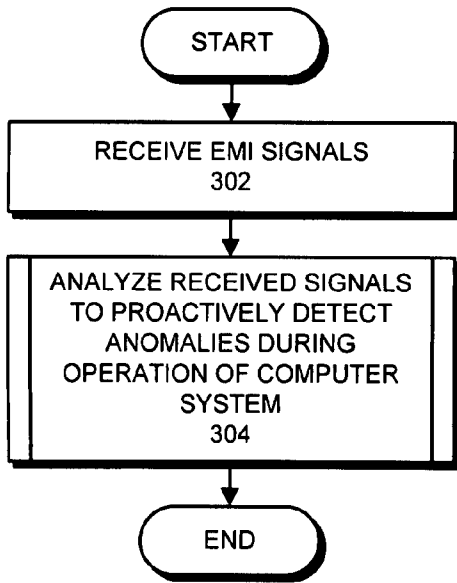 START
RECEIVE EMI SIGNALS
302
ANALYZE RECEIVED SIGNALS
TO PROACTIVELY DETECT
ANOMALIES DURING
OPERATION OF COMPUTER
SYSTEM
304
END